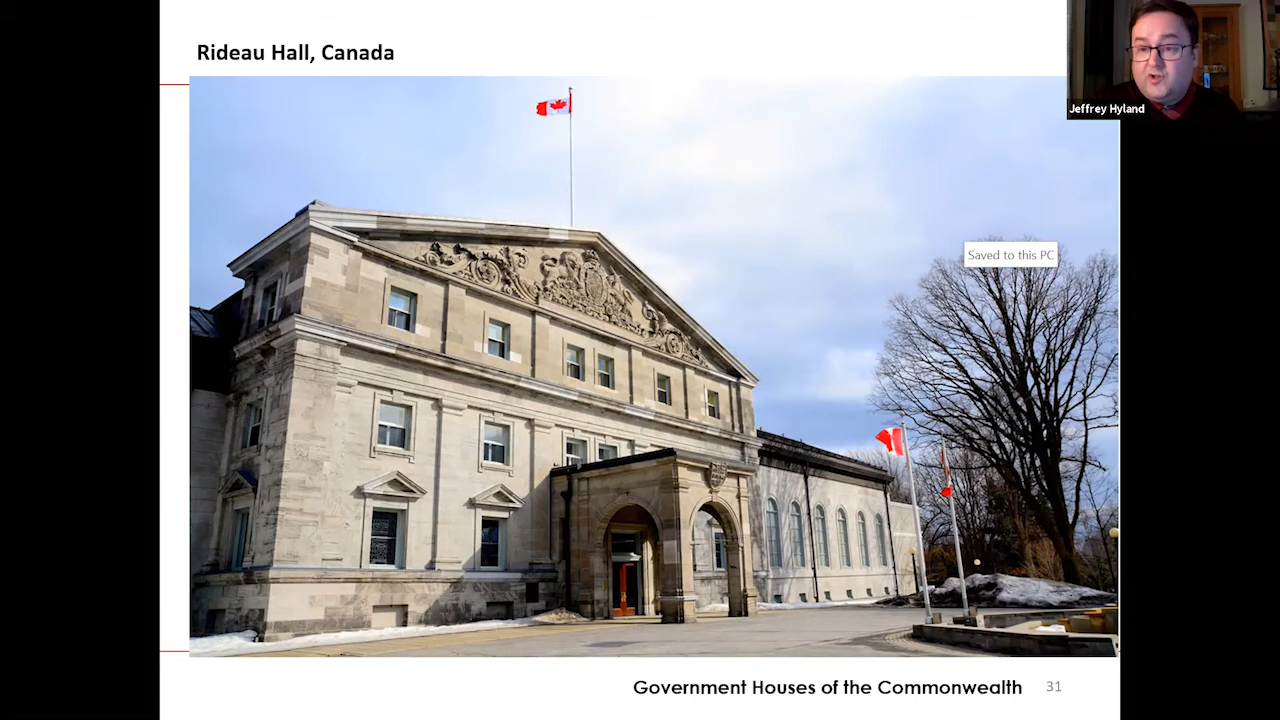 Rideau Hall, Canada
Jeffrey Hyland
Saved to this PC
Government Houses of the Commonwealth
31